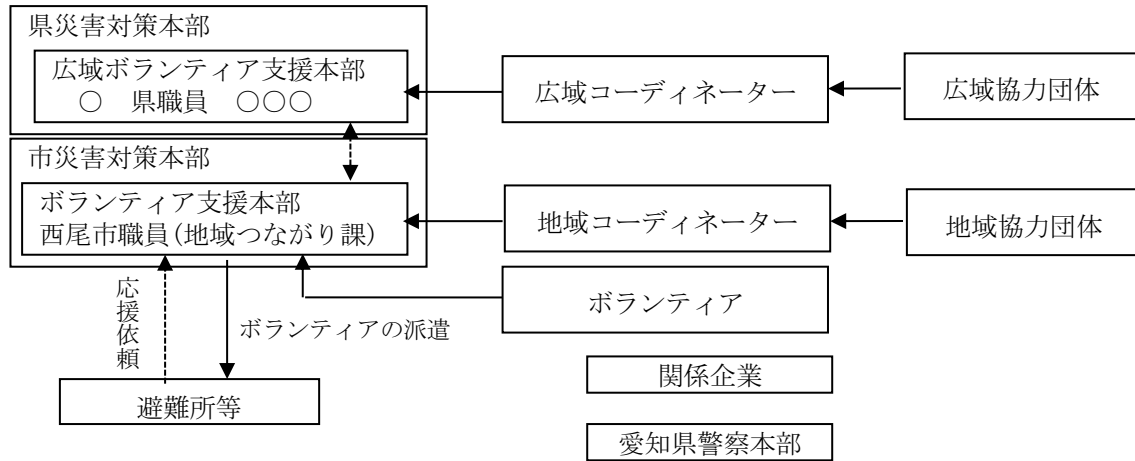 県災害対策本部
広域ボランティア支援本部
○　県職員　○○○
広域コーディネーター
広域協力団体
市災害対策本部
ボランティア支援本部
西尾市職員(地域つながり課)
地域コーディネーター
地域協力団体
応援依頼
ボランティアの派遣
ボランティア
関係企業
避難所等
愛知県警察本部